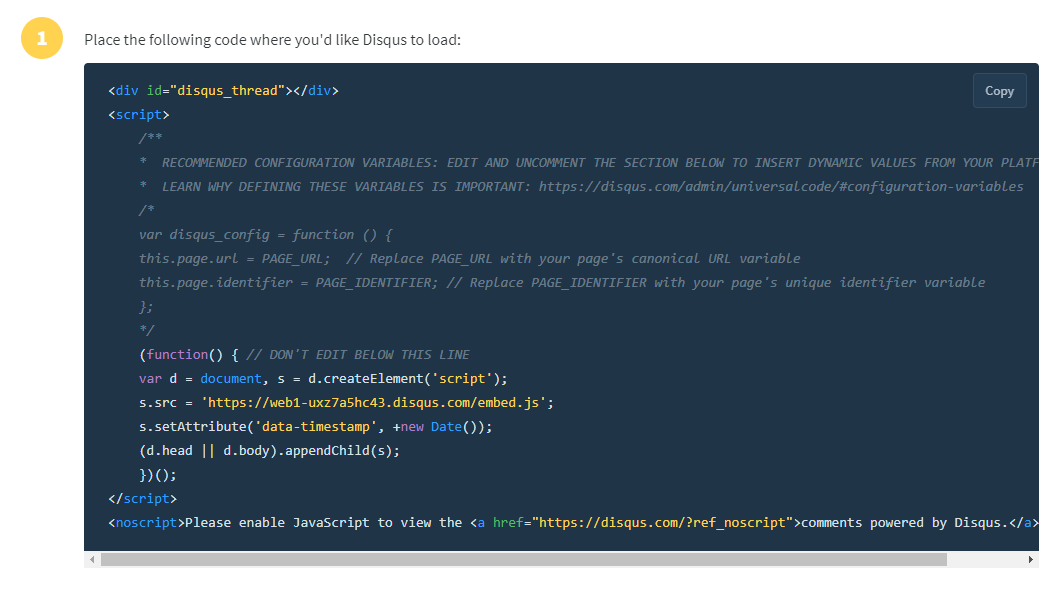 1
Place the following code where you'd like Disqus to load:
Copy
<div id="disqus_thread"></div>
<script>
/**
* RECOMMENDED CONFIGURATION VARIABLES: EDIT AND UNCOMMENT THE SECTION BELOW TO INSERT DYNAMIC VALUES FROM YOUR PLATF
* LEARN WHY DEFINING THESE VARIABLES IS IMPORTANT: https://disqus.com/admin/universalcode/#configuration-variables
/*
var disqus_config = function () {
this.page.url = PAGE_URL; // Replace PAGE_URL with your page's canonical URL variable
this.page.identifier = PAGE_IDENTIFIER; // Replace PAGE_IDENTIFIER with your page's unique identifier variable
};
*/
(function() { // DON'T EDIT BELOW THIS LINE
var d = document, s = d.createElement('script');
s.src = 'https://web1-uxz7a5hc43.disqus.com/embed.js';
s.setAttribute('data-timestamp', +new Date());
(d.head || d.body).appendChild(s);
})();
</script>
<noscript>Please enable JavaScript to view the <a href="https://disqus.com/?ref_noscript">comments powered by Disqus.</a>